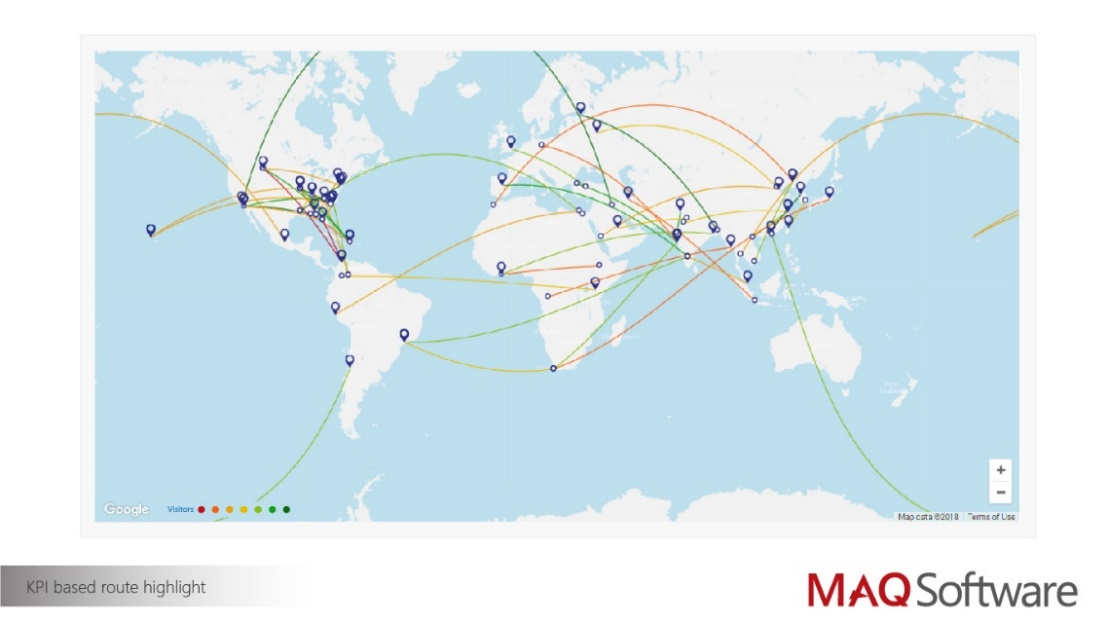 Google
Visitors
Map data ©2018
Terms of Use
KPI based route highlight
MAQ Software